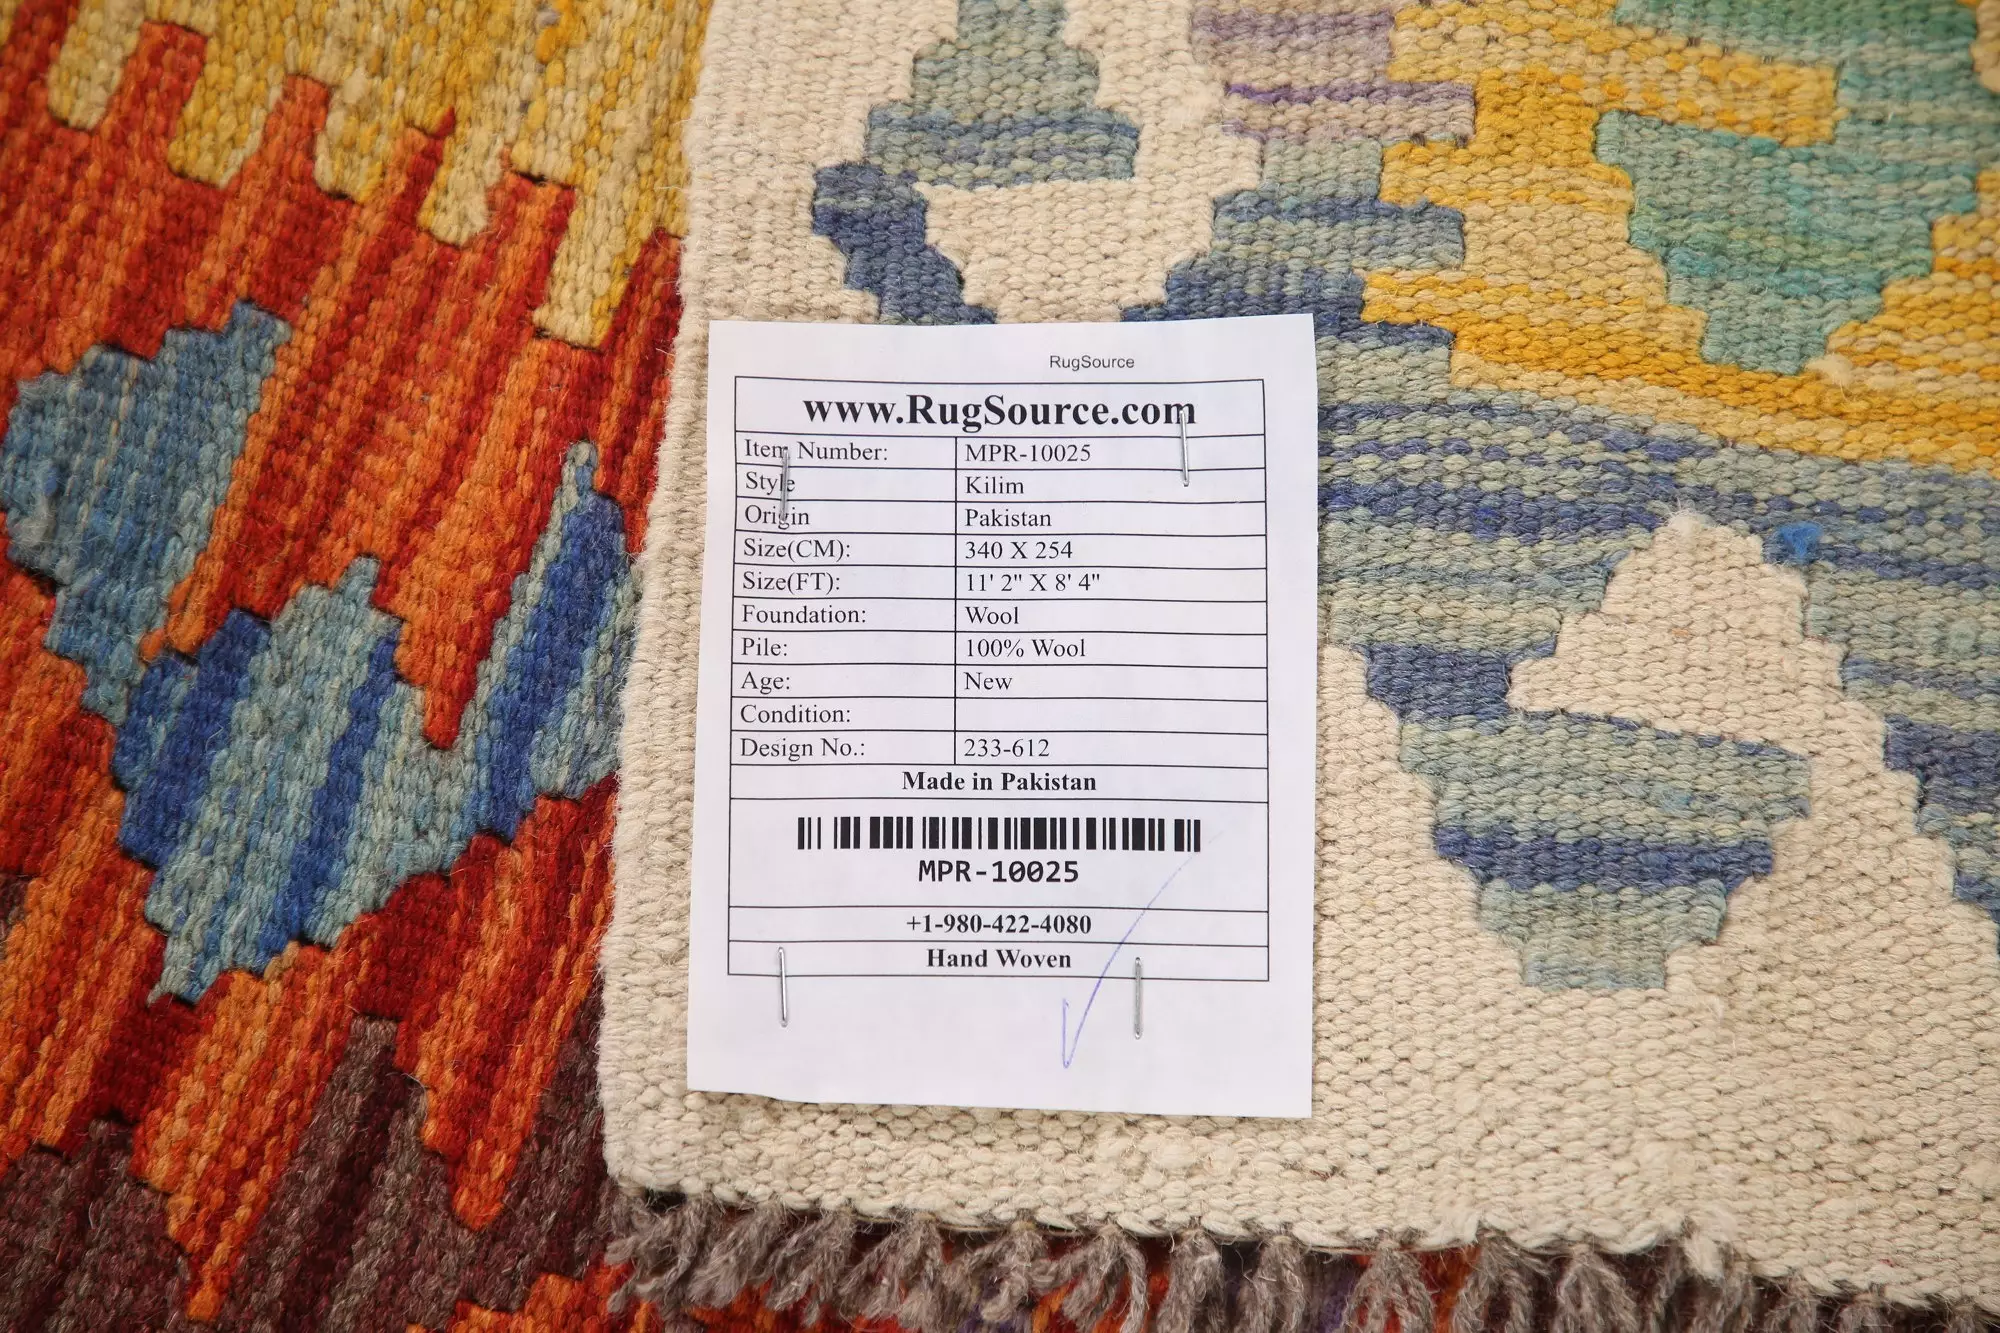 RugSource
www.RugSource.com
Item Number: MPR-10025
Style Kilim
Origin Pakistan
Size(CM): 340 X 254
Size(FT): 11' 2" X 8' 4"
Foundation: Wool
Pile: 100% Wool
Age: New
Condition:
Design No.: 233-612
Made in Pakistan
MPR-10025
+1-980-422-4080
Hand Woven